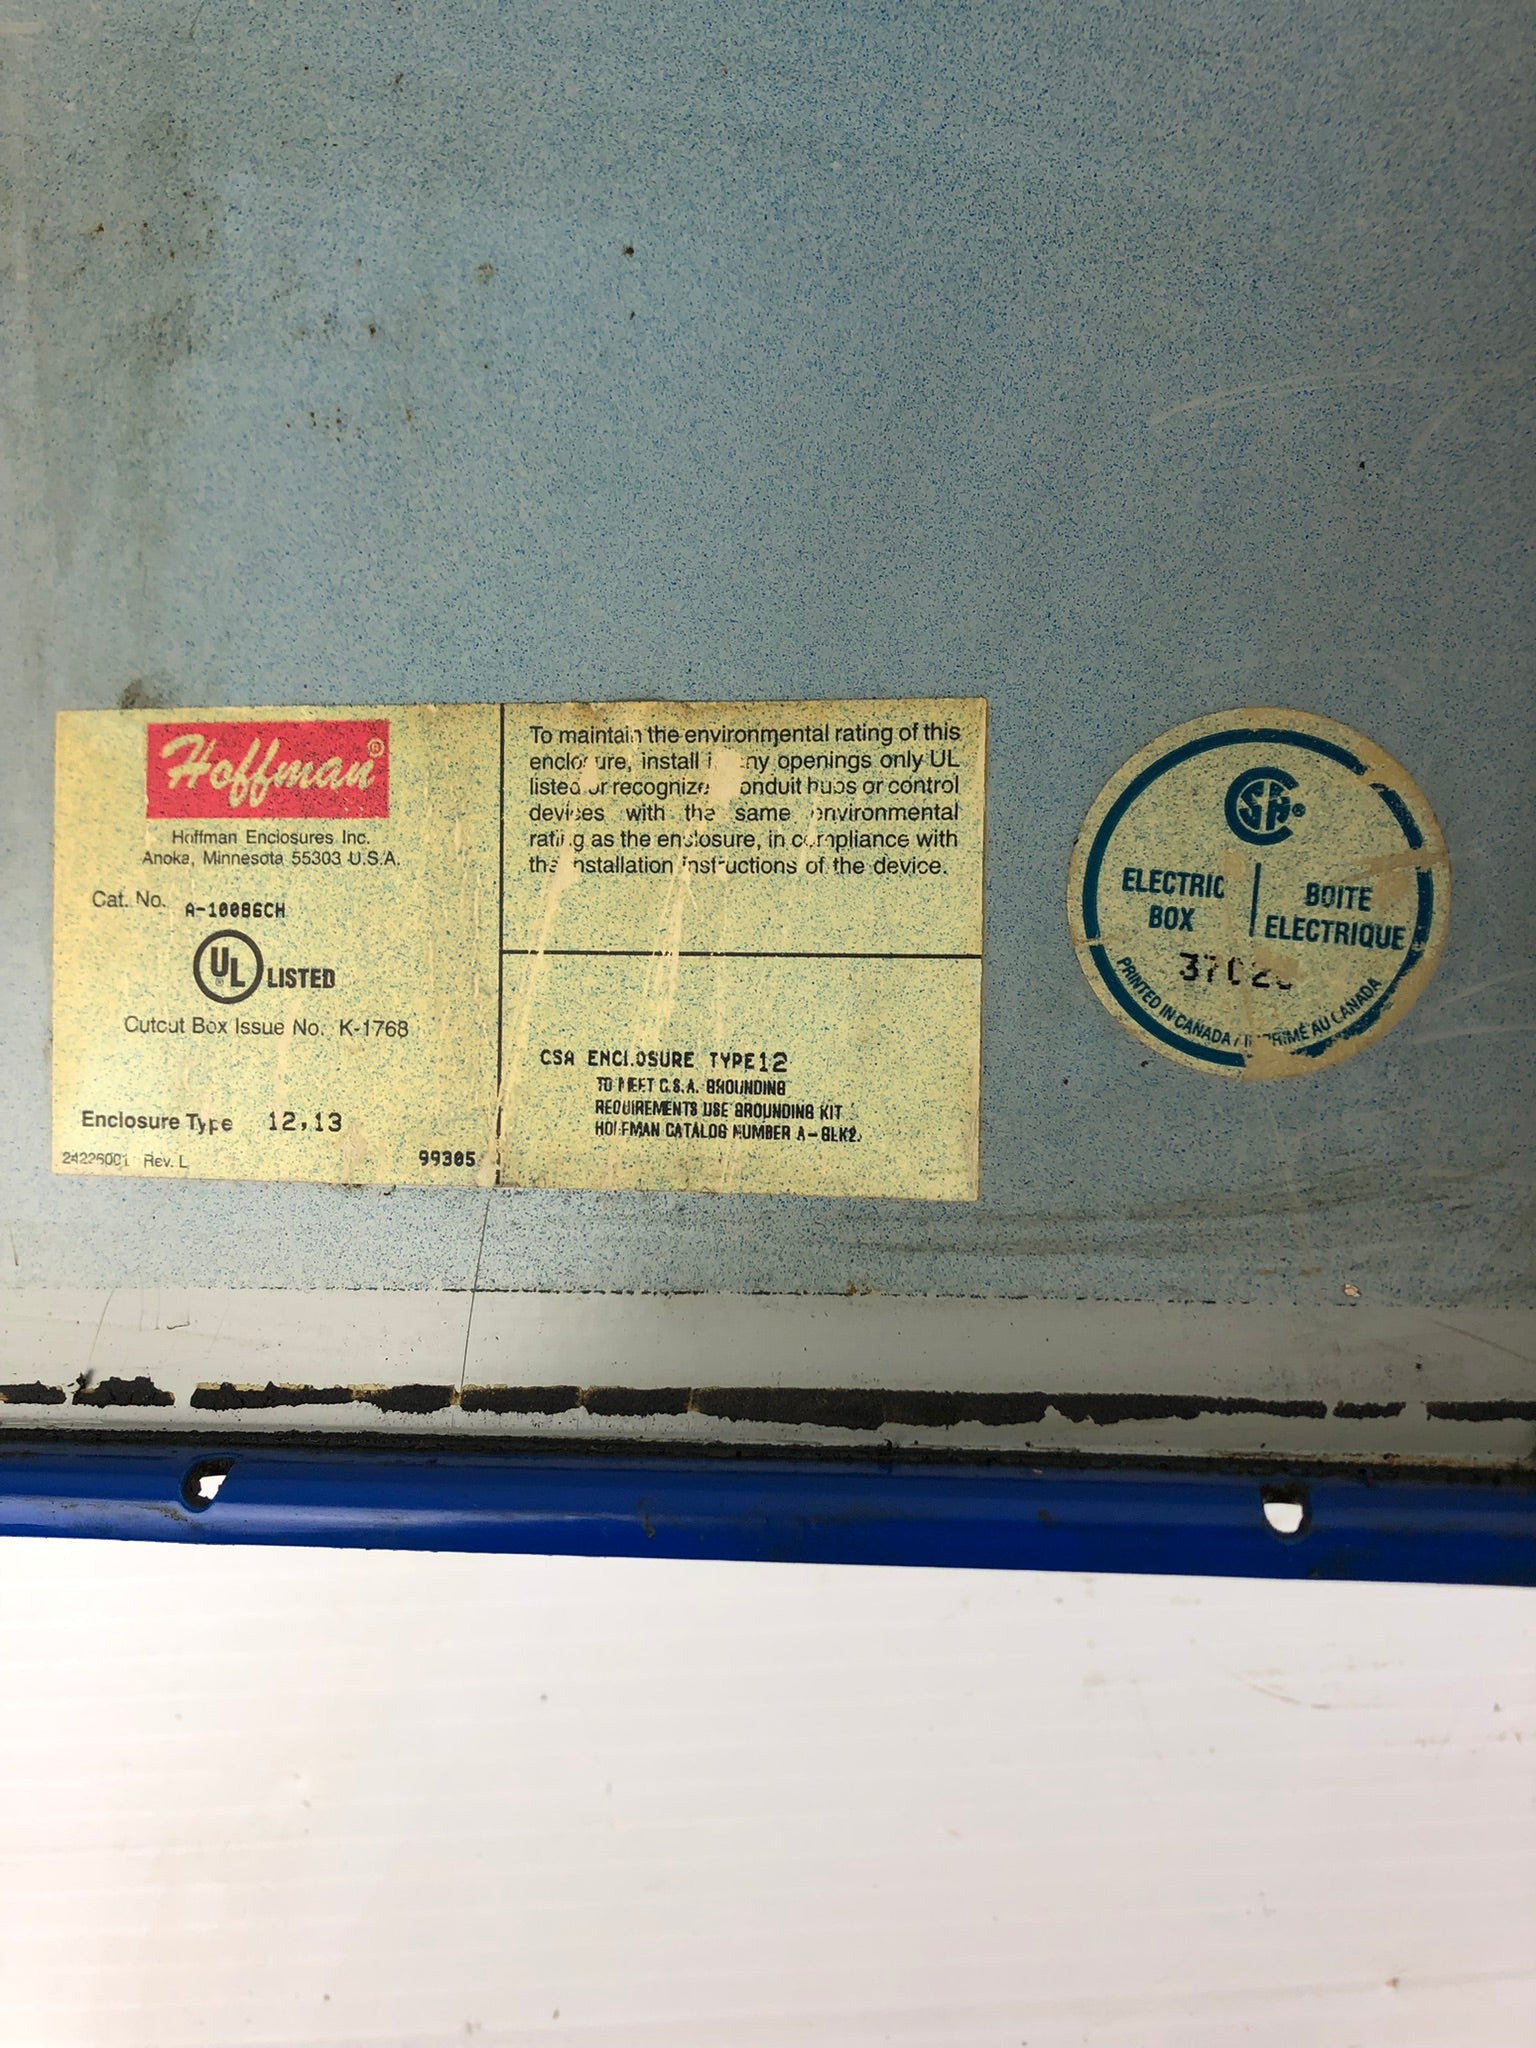 Hoffman ®
Hoffman Enclosures Inc.
Anoka, Minnesota 55303 U.S.A.
Cat. No. A-10086CH
UL ® LISTED
Cutout Box Issue No. K-1768
Enclosure Type 12,13
24226001 Rev. L 99305
To maintain the environmental rating of this
enclosure, install in any openings only UL
listed or recognized conduit hubs or control
devices with the same environmental
rating as the enclosure, in compliance with
the installation instructions of the device.
CSA ENCLOSURE TYPE 12
TO MEET C.S.A. GROUNDING
REQUIREMENTS USE GROUNDING KIT
HOFFMAN CATALOG NUMBER A-GLK2.
CSA ®
ELECTRIC
BOX
BOITE
ELECTRIQUE
PRINTED IN CANADA / IMPRIMÉ AU CANADA